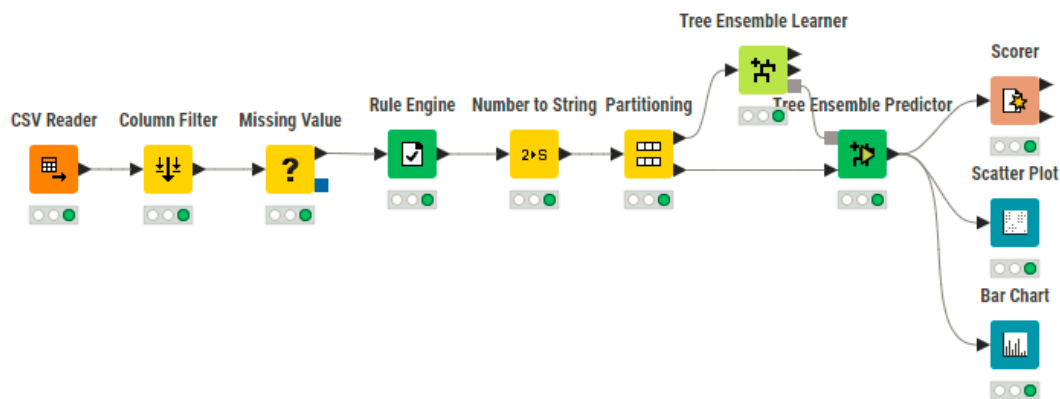 Tree Ensemble Learner
Scorer
CSV Reader
Column Filter
Missing Value
Rule Engine
Number to String
Partitioning
Tree Ensemble Predictor
?
2▸S
Scatter Plot
Bar Chart